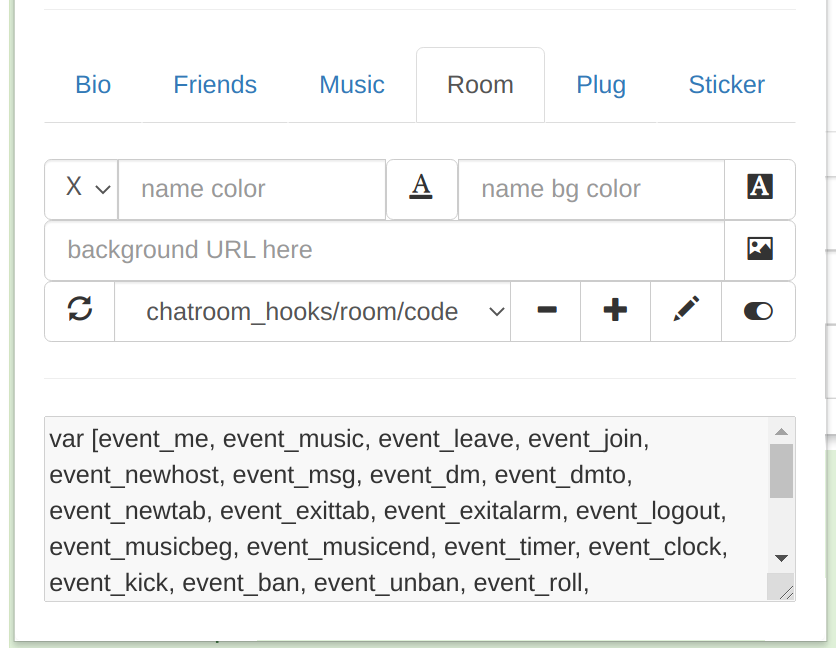 Bio Friends Music Room Plug Sticker
X name color A name bg color A
background URL here
chatroom_hooks/room/code
var [event_me, event_music, event_leave, event_join,
event_newhost, event_msg, event_dm, event_dmto,
event_newtab, event_exittab, event_exitalarm, event_logout,
event_musicbeg, event_musicend, event_timer, event_clock,
event_kick, event_ban, event_unban, event_roll,